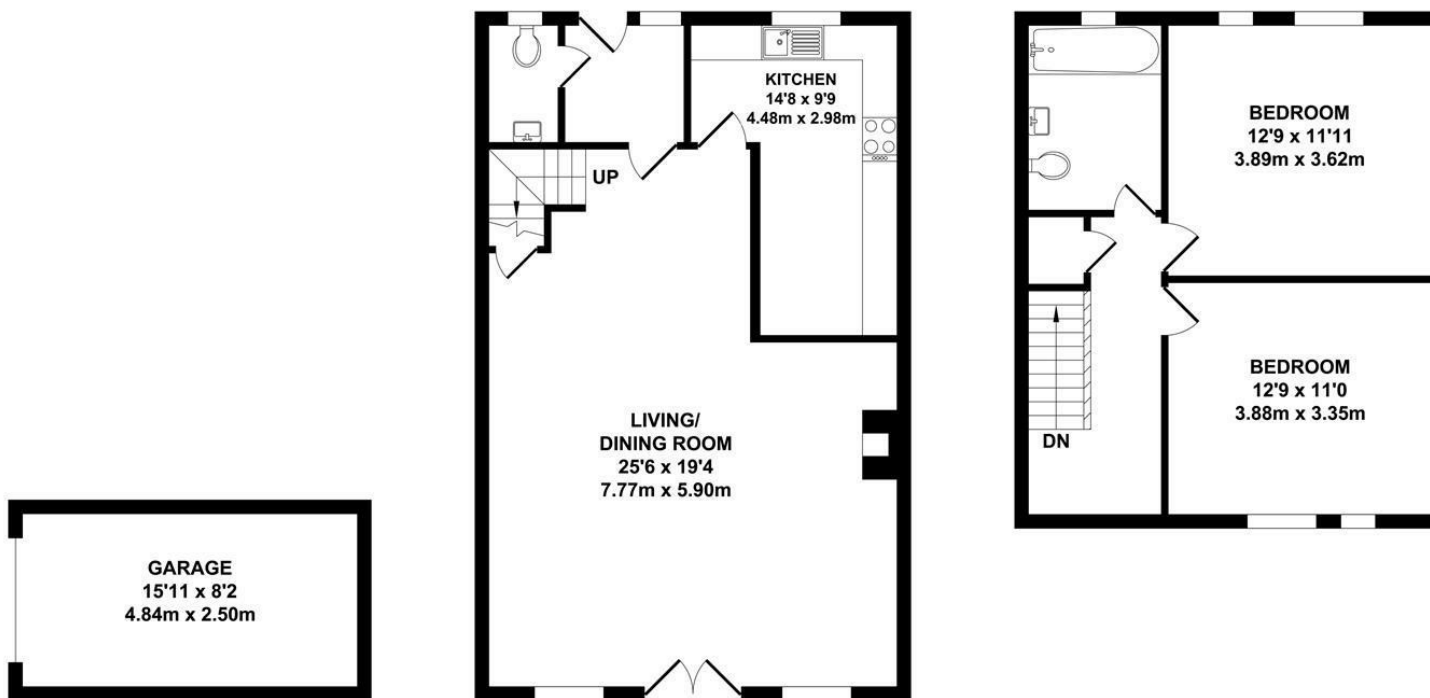 KITCHEN
14'8 x 9'9
4.48m x 2.98m
UP
LIVING/
DINING ROOM
25'6 x 19'4
7.77m x 5.90m
GARAGE
15'11 x 8'2
4.84m x 2.50m
BEDROOM
12'9 x 11'11
3.89m x 3.62m
BEDROOM
12'9 x 11'0
3.88m x 3.35m
DN